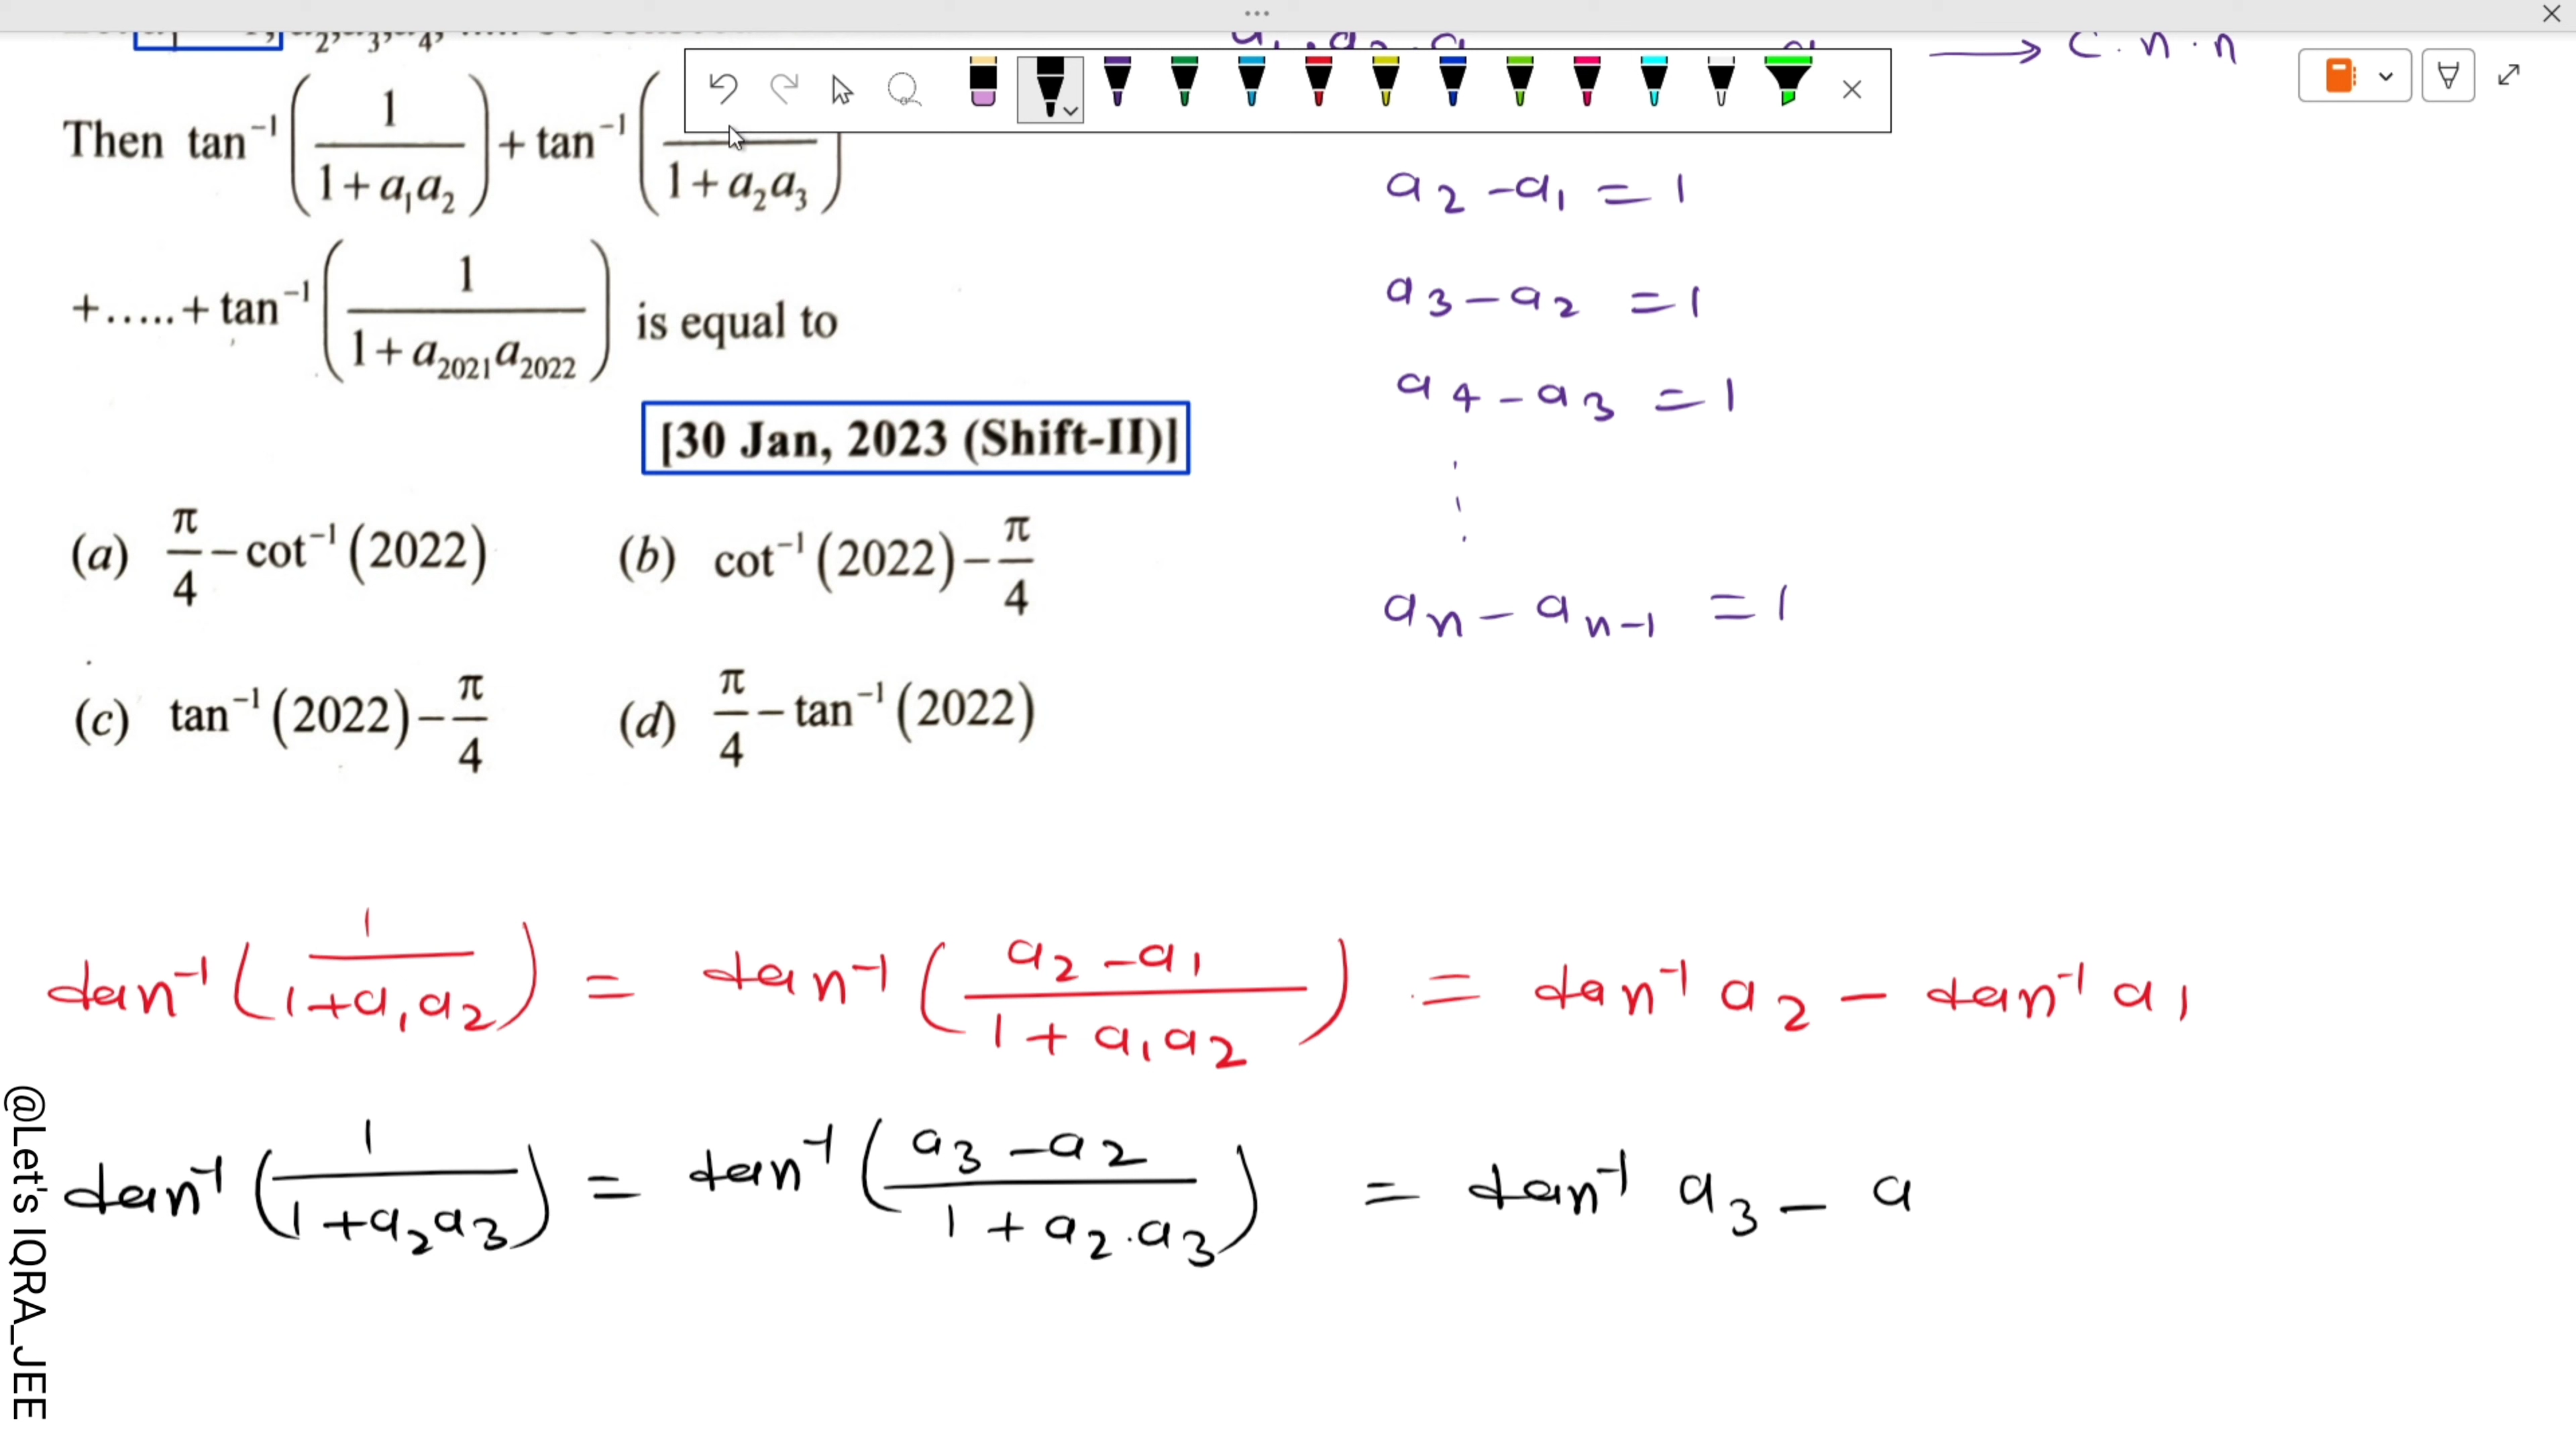 2, 3, 4,
→ C.n.n
Then tan⁻¹(1/(1+a₁a₂)) + tan⁻¹( /(1+a₂a₃))
+.....+ tan⁻¹(1/(1+a₂₀₂₁a₂₀₂₂)) is equal to
[30 Jan, 2023 (Shift-II)]
(a) π/4 − cot⁻¹(2022) (b) cot⁻¹(2022) − π/4
(c) tan⁻¹(2022) − π/4 (d) π/4 − tan⁻¹(2022)
a₂ − a₁ = 1
a₃ − a₂ = 1
a₄ − a₃ = 1
⋮
aₙ − aₙ₋₁ = 1
tan⁻¹(1/(1+a₁a₂)) = tan⁻¹((a₂ − a₁)/(1 + a₁a₂)) = tan⁻¹ a₂ − tan⁻¹ a₁
tan⁻¹(1/(1+a₂a₃)) = tan⁻¹((a₃ − a₂)/(1 + a₂.a₃)) = tan⁻¹ a₃ − a
@Let's IQRA_JEE